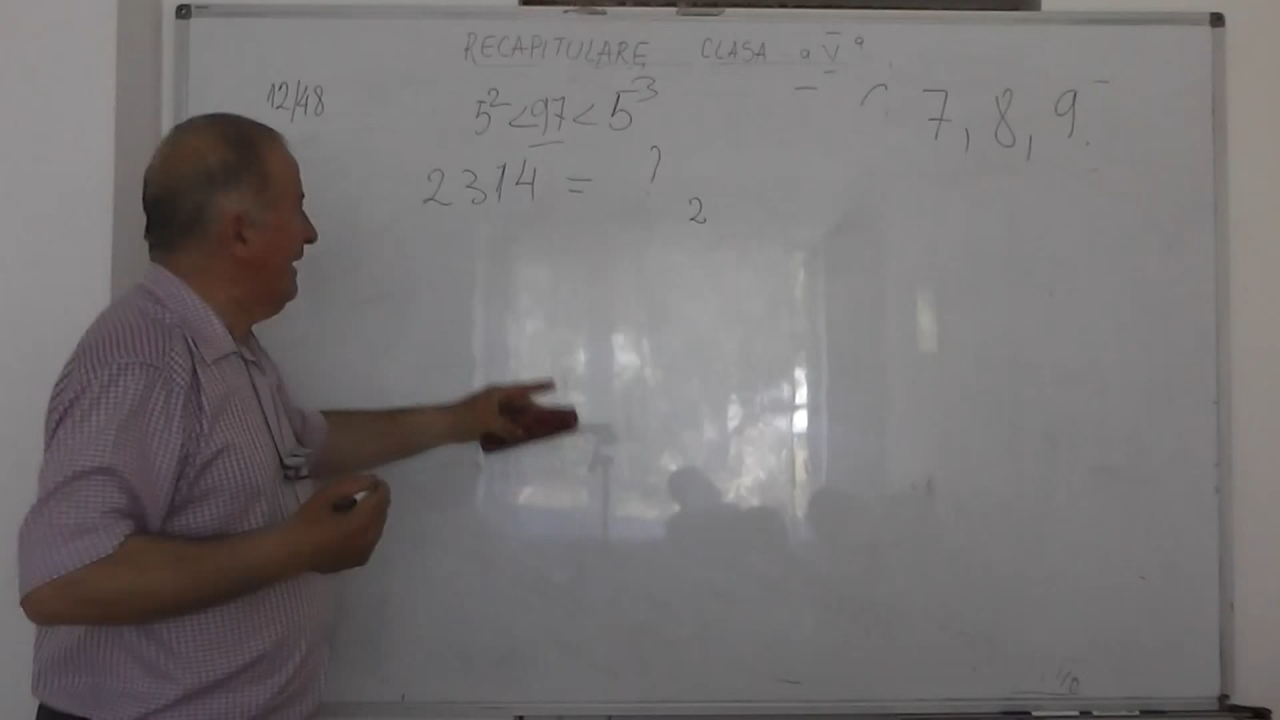 RECAPITULARE CLASA a V a
12/48 5² < 97 < 5³ 7, 8, 9.
2314 = ?
2